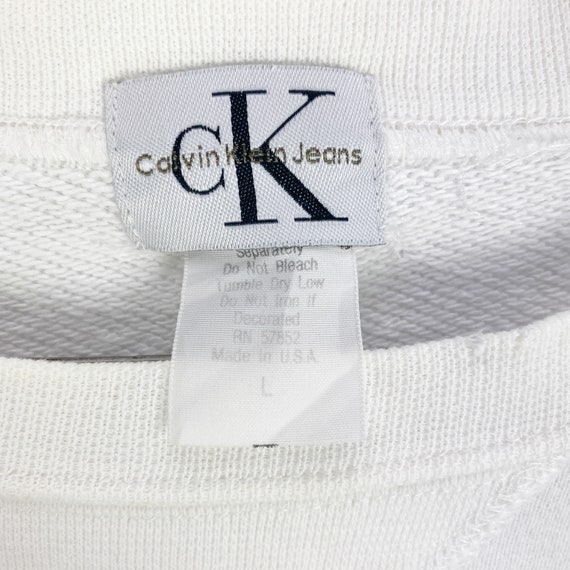 cK
Calvin Klein Jeans
Separately
Do Not Bleach
Tumble Dry Low
Do Not Iron if
Decorated
RN 57852
Made in U.S.A.
L